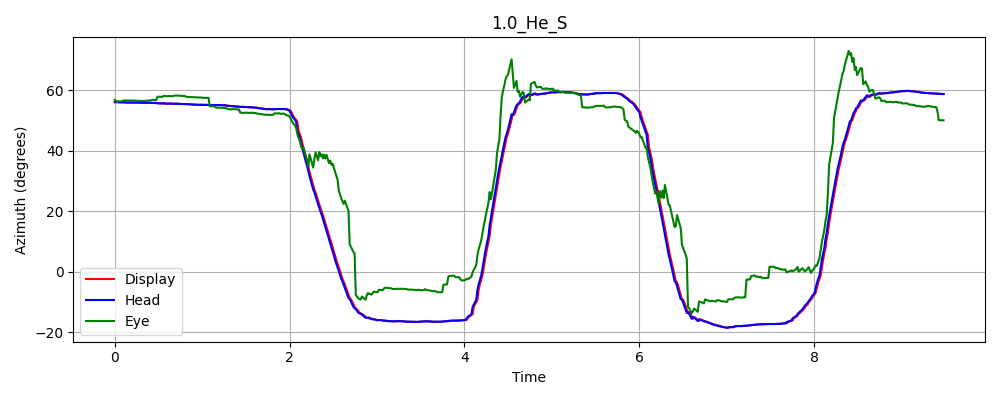 1.0_He_S
Azimuth (degrees)
60
40
20
0
−20
Display
Head
Eye
0 2 4 6 8
Time